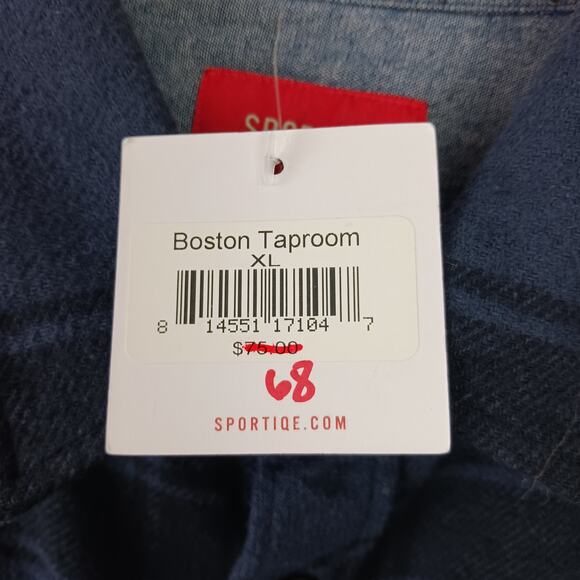 Boston Taproom
XL
8 14551 17104 7
$75.00
68
SPORTIQE.COM